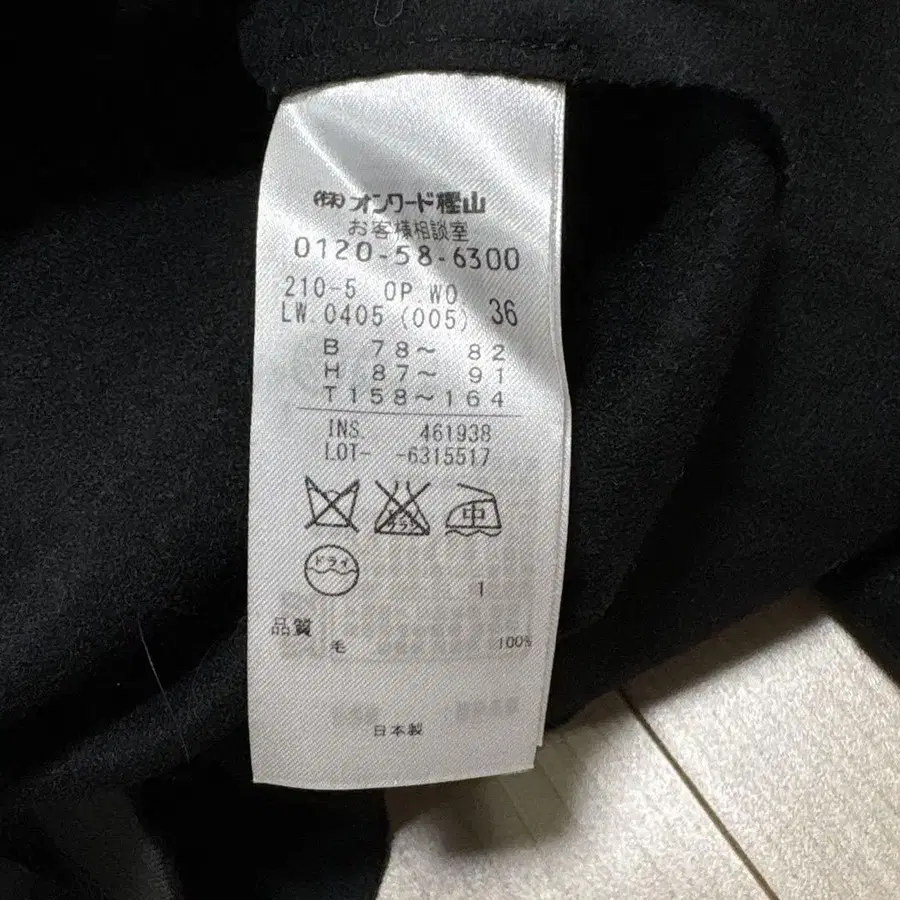 ㈱オンワード樫山
お客様相談室
0120-58-6300
210-5 OP.WO.
LW.0405 (005) 36
B 78～ 82
H 87～ 91
T158～164
INS. 461938
LOT- -6315517
中
ドライ
1
品質
毛 100%
日本製